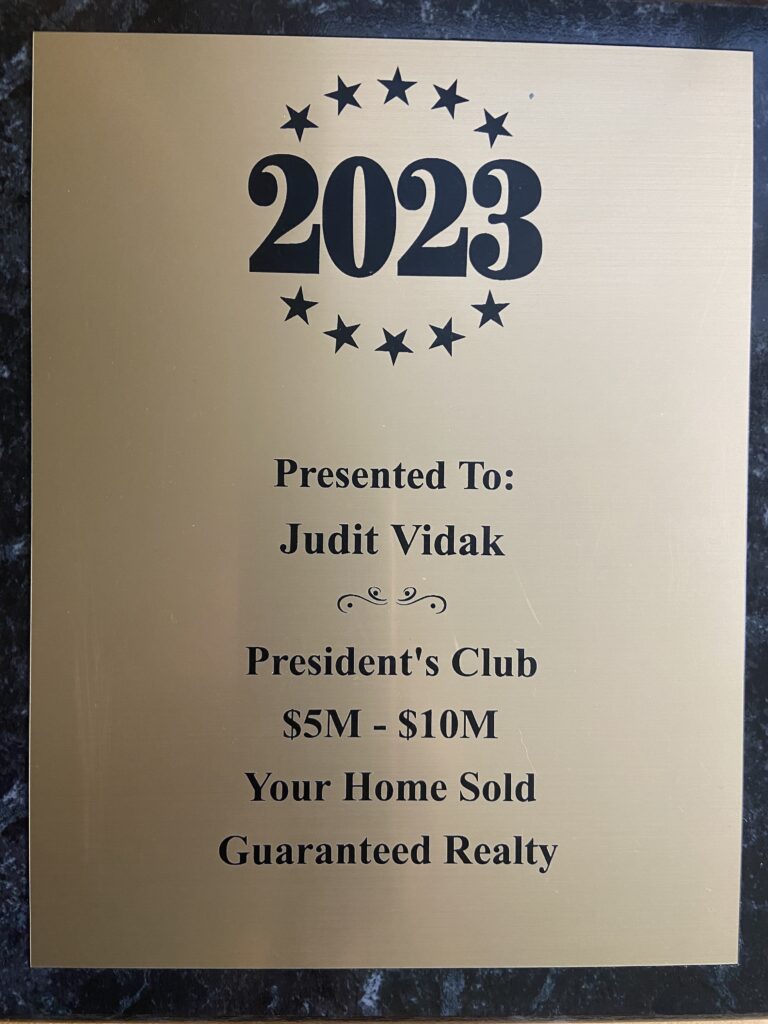 2023
Presented To:
Judit Vidak
President's Club
$5M - $10M
Your Home Sold
Guaranteed Realty